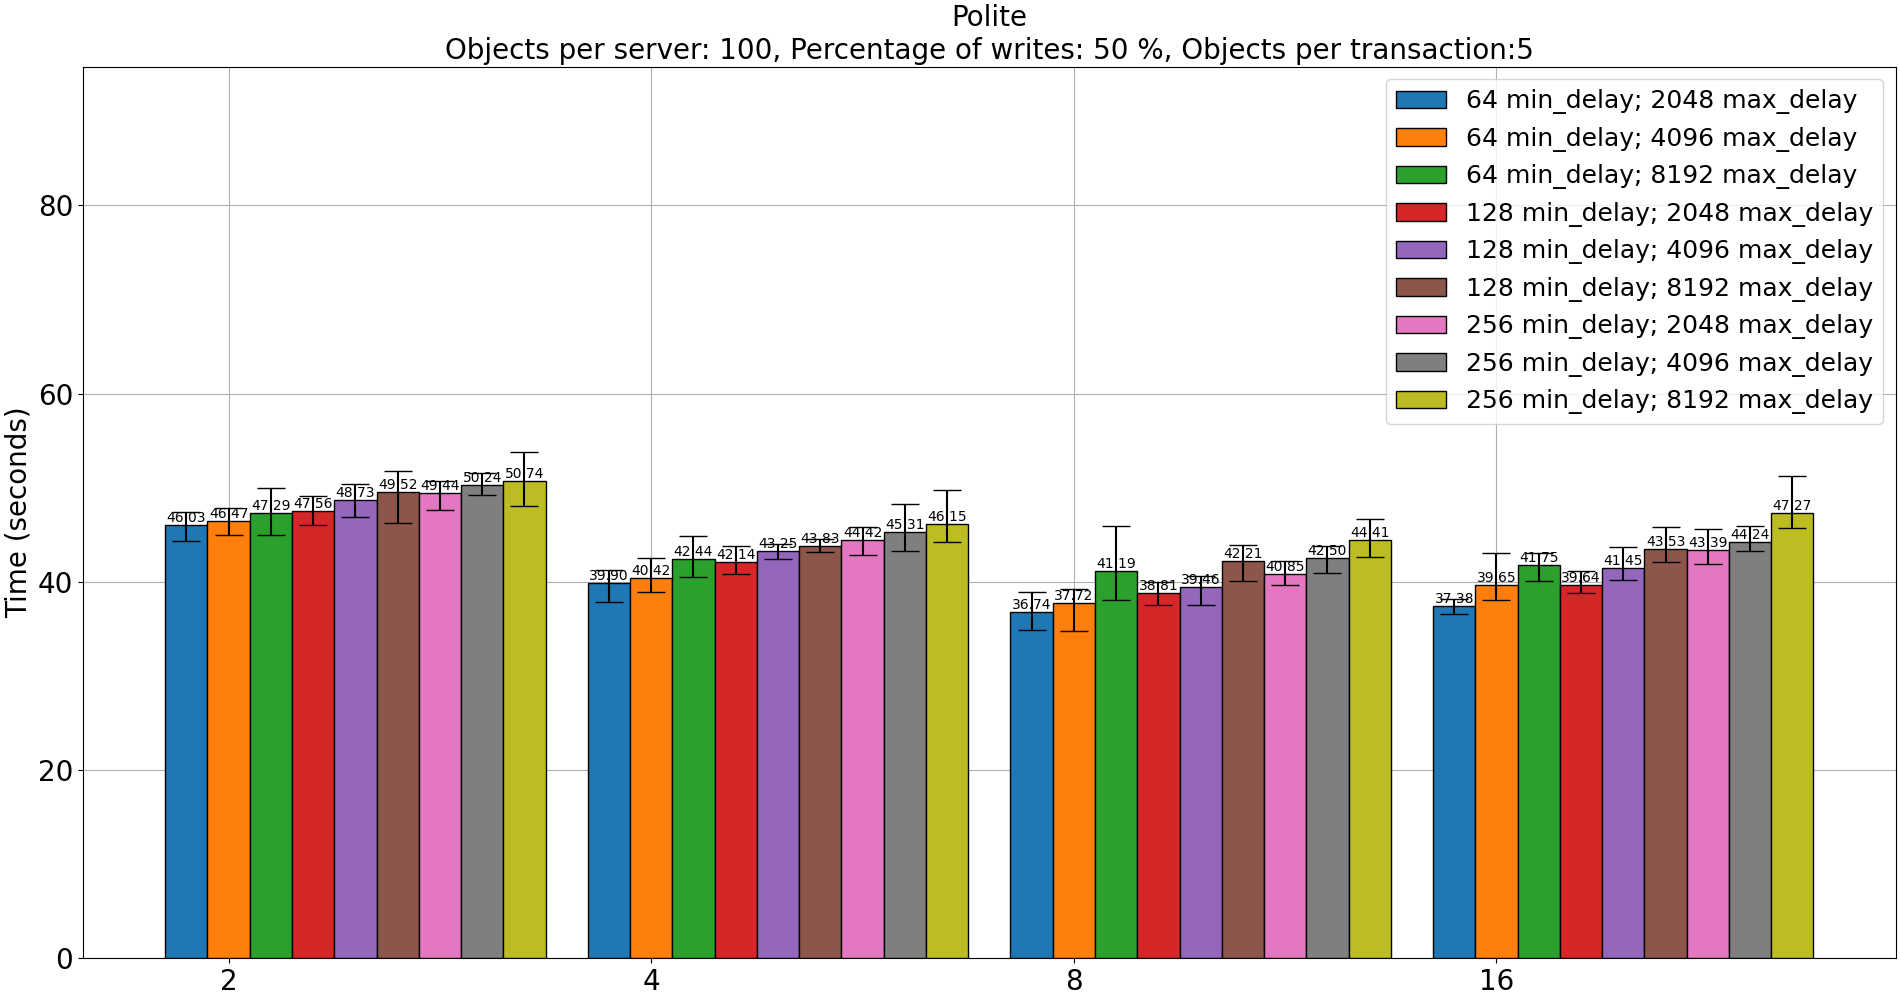 Polite
Objects per server: 100, Percentage of writes: 50 %, Objects per transaction:5
64 min_delay; 2048 max_delay
64 min_delay; 4096 max_delay
64 min_delay; 8192 max_delay
128 min_delay; 2048 max_delay
128 min_delay; 4096 max_delay
128 min_delay; 8192 max_delay
256 min_delay; 2048 max_delay
256 min_delay; 4096 max_delay
256 min_delay; 8192 max_delay
Time (seconds)
80
60
40
20
0
46.03 46.47 47.29 47.56 48.73 49.52 49.44 50.24 50.74
39.90 40.42 42.44 42.14 43.25 43.83 44.42 45.31 46.15
36.74 37.72 41.19 38.81 39.46 42.21 40.85 42.50 44.41
37.38 39.65 41.75 39.64 41.45 43.53 43.39 44.24 47.27
2 4 8 16